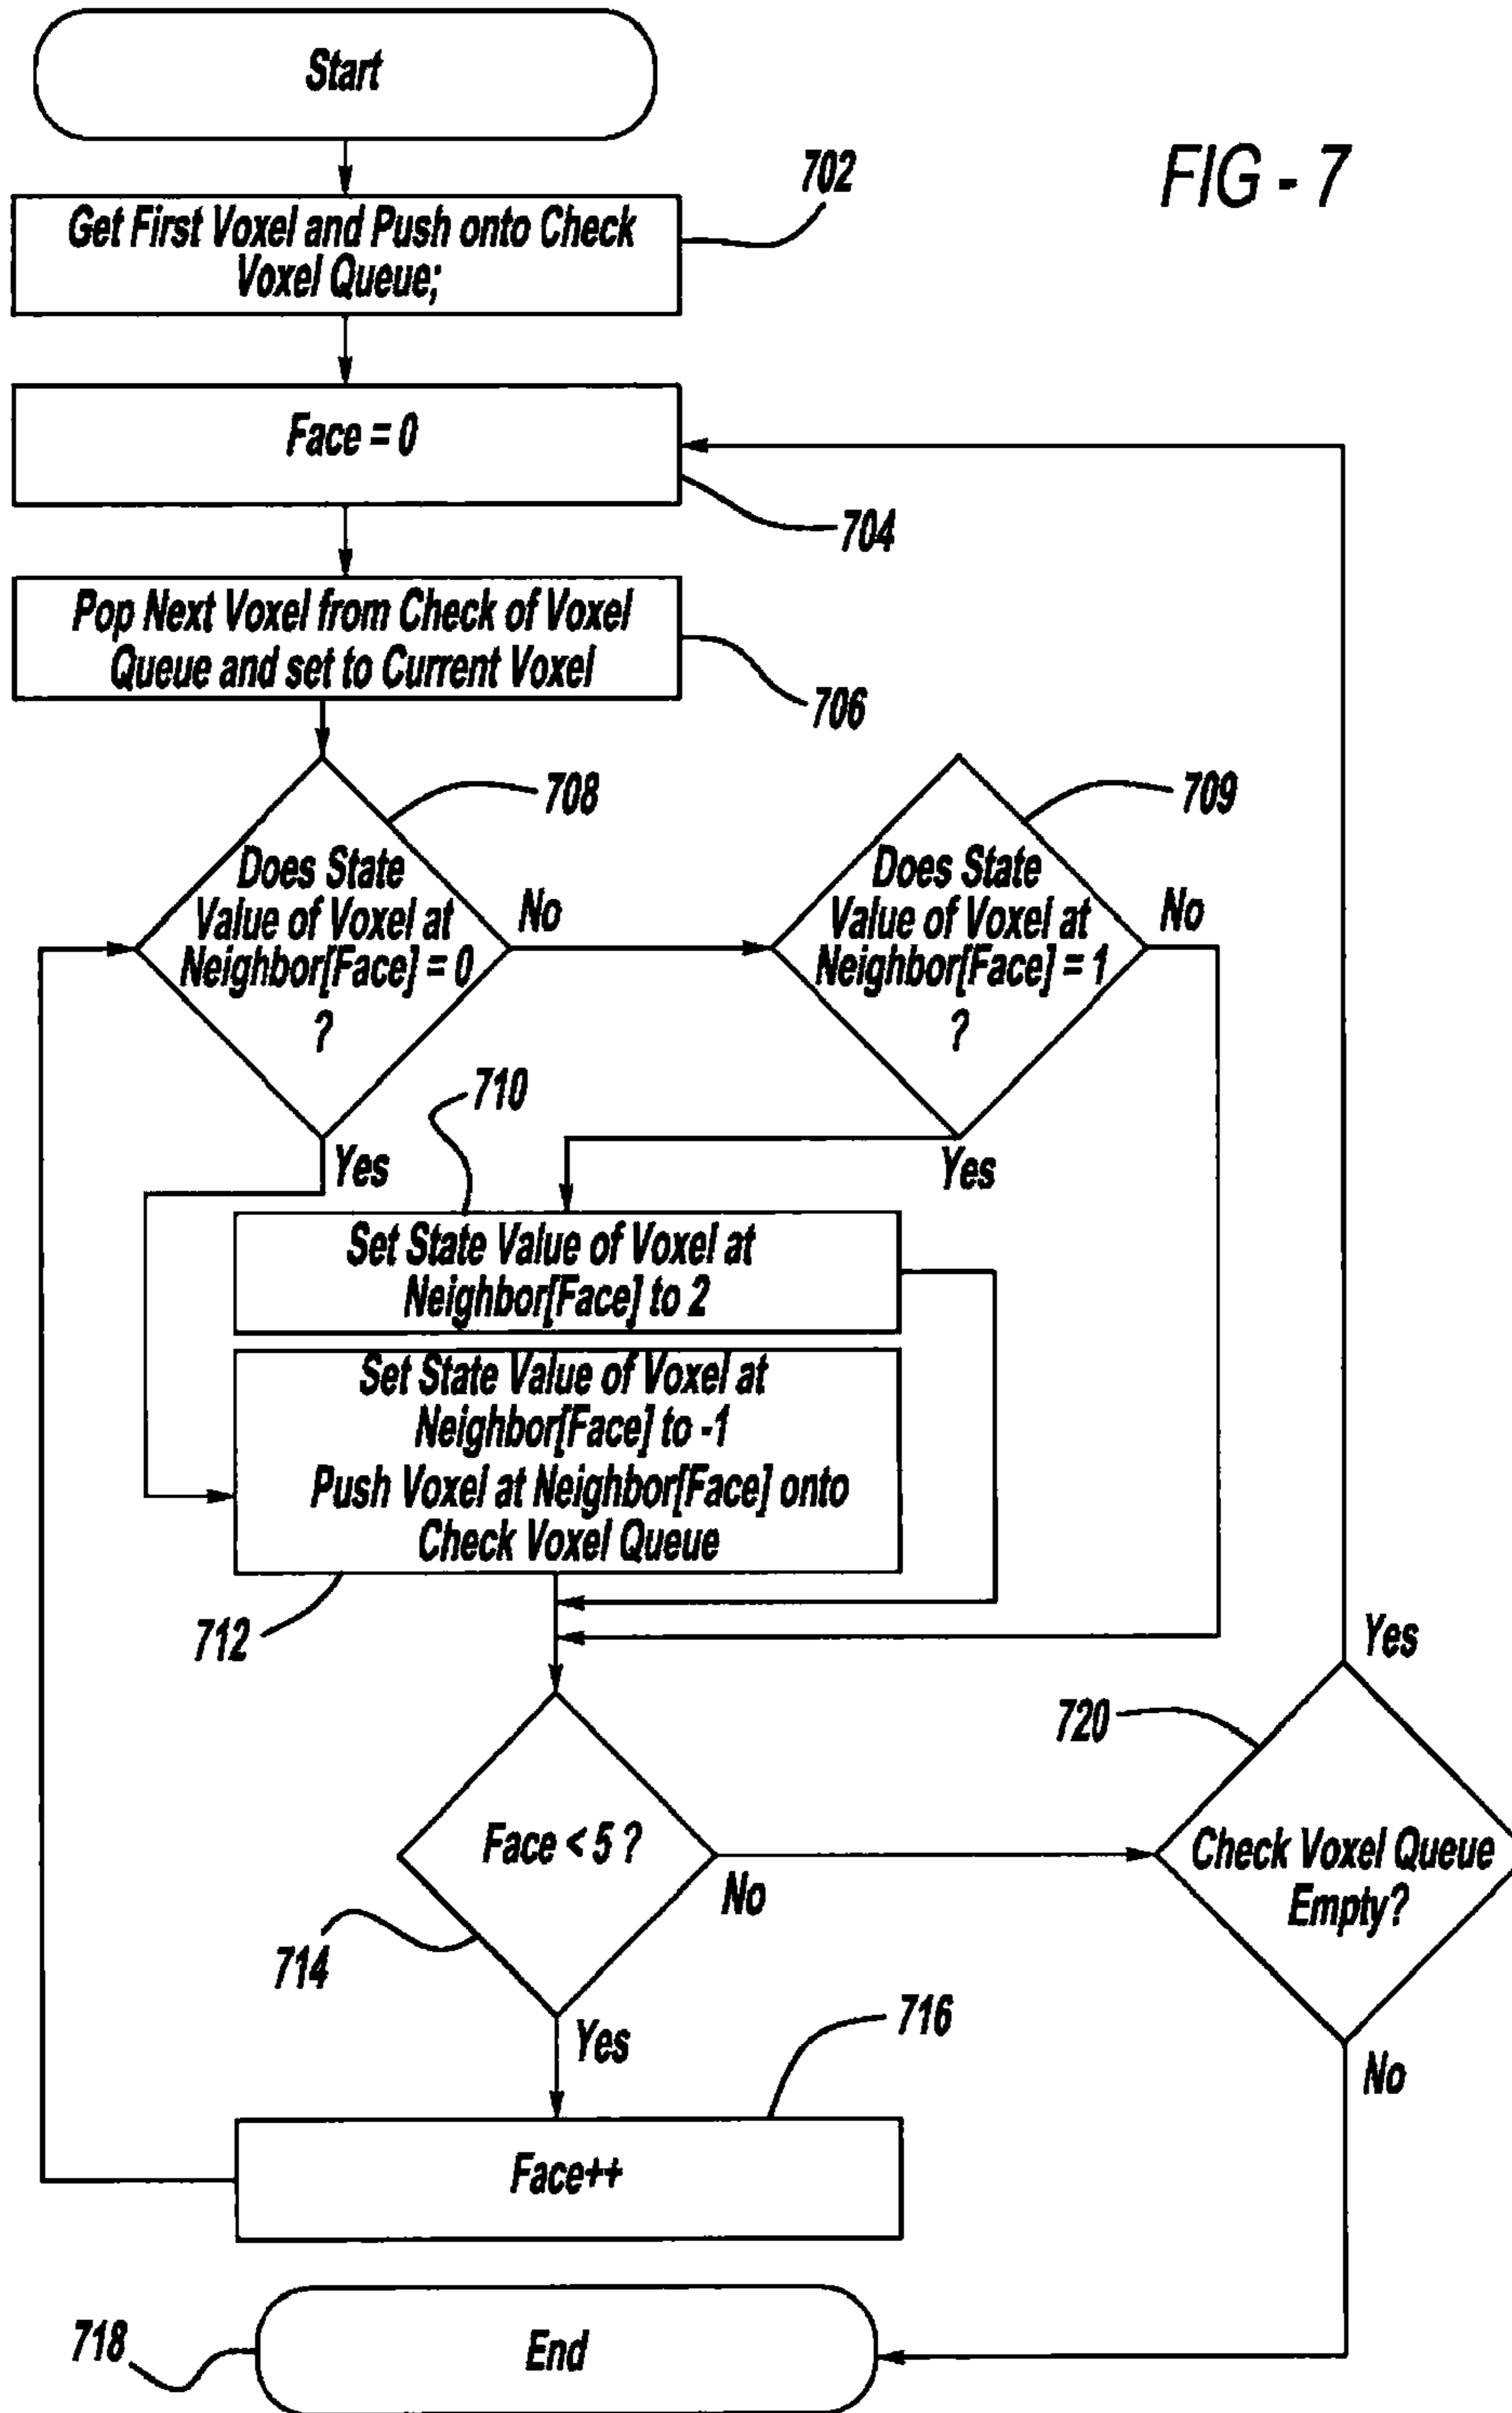 Start
FIG - 7
702
Get First Voxel and Push onto Check
Voxel Queue;
Face = 0
704
Pop Next Voxel from Check of Voxel
Queue and set to Current Voxel
706
708
Does State
Value of Voxel at
Neighbor[Face] = 0
?
No
709
Does State
Value of Voxel at
Neighbor[Face] = 1
?
No
710
Yes
Yes
Set State Value of Voxel at
Neighbor[Face] to 2
Set State Value of Voxel at
Neighbor[Face] to -1
Push Voxel at Neighbor[Face] onto
Check Voxel Queue
712
Yes
720
Face < 5 ?
No
Check Voxel Queue
Empty?
714
Yes
716
No
Face++
718
End